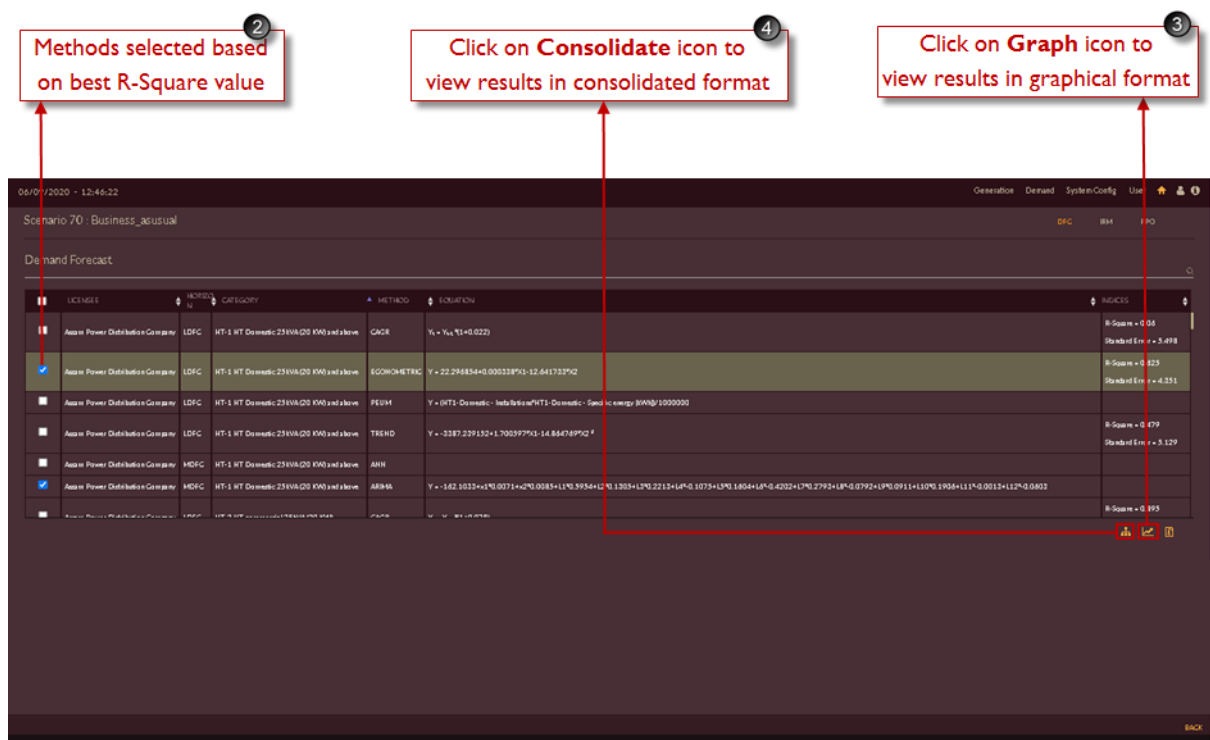 2
Methods selected based
on best R-Square value
4
Click on Consolidate icon to
view results in consolidated format
3
Click on Graph icon to
view results in graphical format
2020 - 12:46:22
Generation Demand System Config
Scenario 70 : Business_asusual
DFC IRM
Demand Forecast
LICENSES CATEGORY METHOD EQUATION INDICES
Assam Power Distribution Company LDFC HT-1 HT Domestic 25kVA(20 KW) and above CAGR
R-Square =
Standard Error = 5.498
Assam Power Distribution Company LDFC HT-1 HT Domestic 25kVA(20 KW) and above ECONOMETRIC Y = 22.296854+0.000338*X1-12.641733*X2
R-Square =
Standard Error = 4.251
Assam Power Distribution Company LDFC HT-1 HT Domestic 25kVA(20 KW) and above PEUM
Assam Power Distribution Company LDFC HT-1 HT Domestic 25kVA(20 KW) and above TREND
R-Square =
Standard Error = 5.129
Assam Power Distribution Company MDFC HT-1 HT Domestic 25kVA(20 KW) and above ANN
Assam Power Distribution Company MDFC HT-1 HT Domestic 25kVA(20 KW) and above ARIMA
R-Square =
BACK